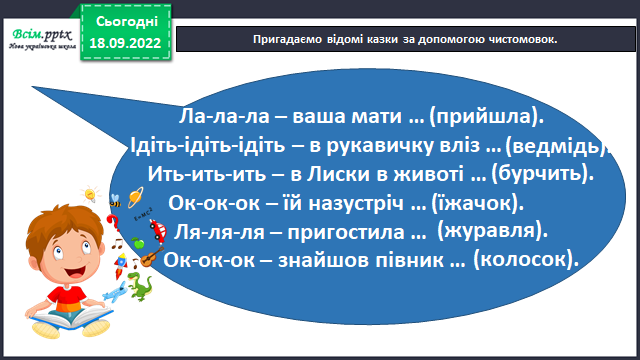 Всім.pptx
Нова українська школа
Сьогодні
18.09.2022
Пригадаємо відомі казки за допомогою чистомовок.
Ла-ла-ла – ваша мати … (прийшла).
Ідіть-ідіть-ідіть – в рукавичку вліз … (ведмідь).
Ить-ить-ить – в Лиски в животі … (бурчить).
Ок-ок-ок – їй назустріч … (їжачок).
Ля-ля-ля – пригостила … (журавля).
Ок-ок-ок – знайшов півник … (колосок).
E=mc2